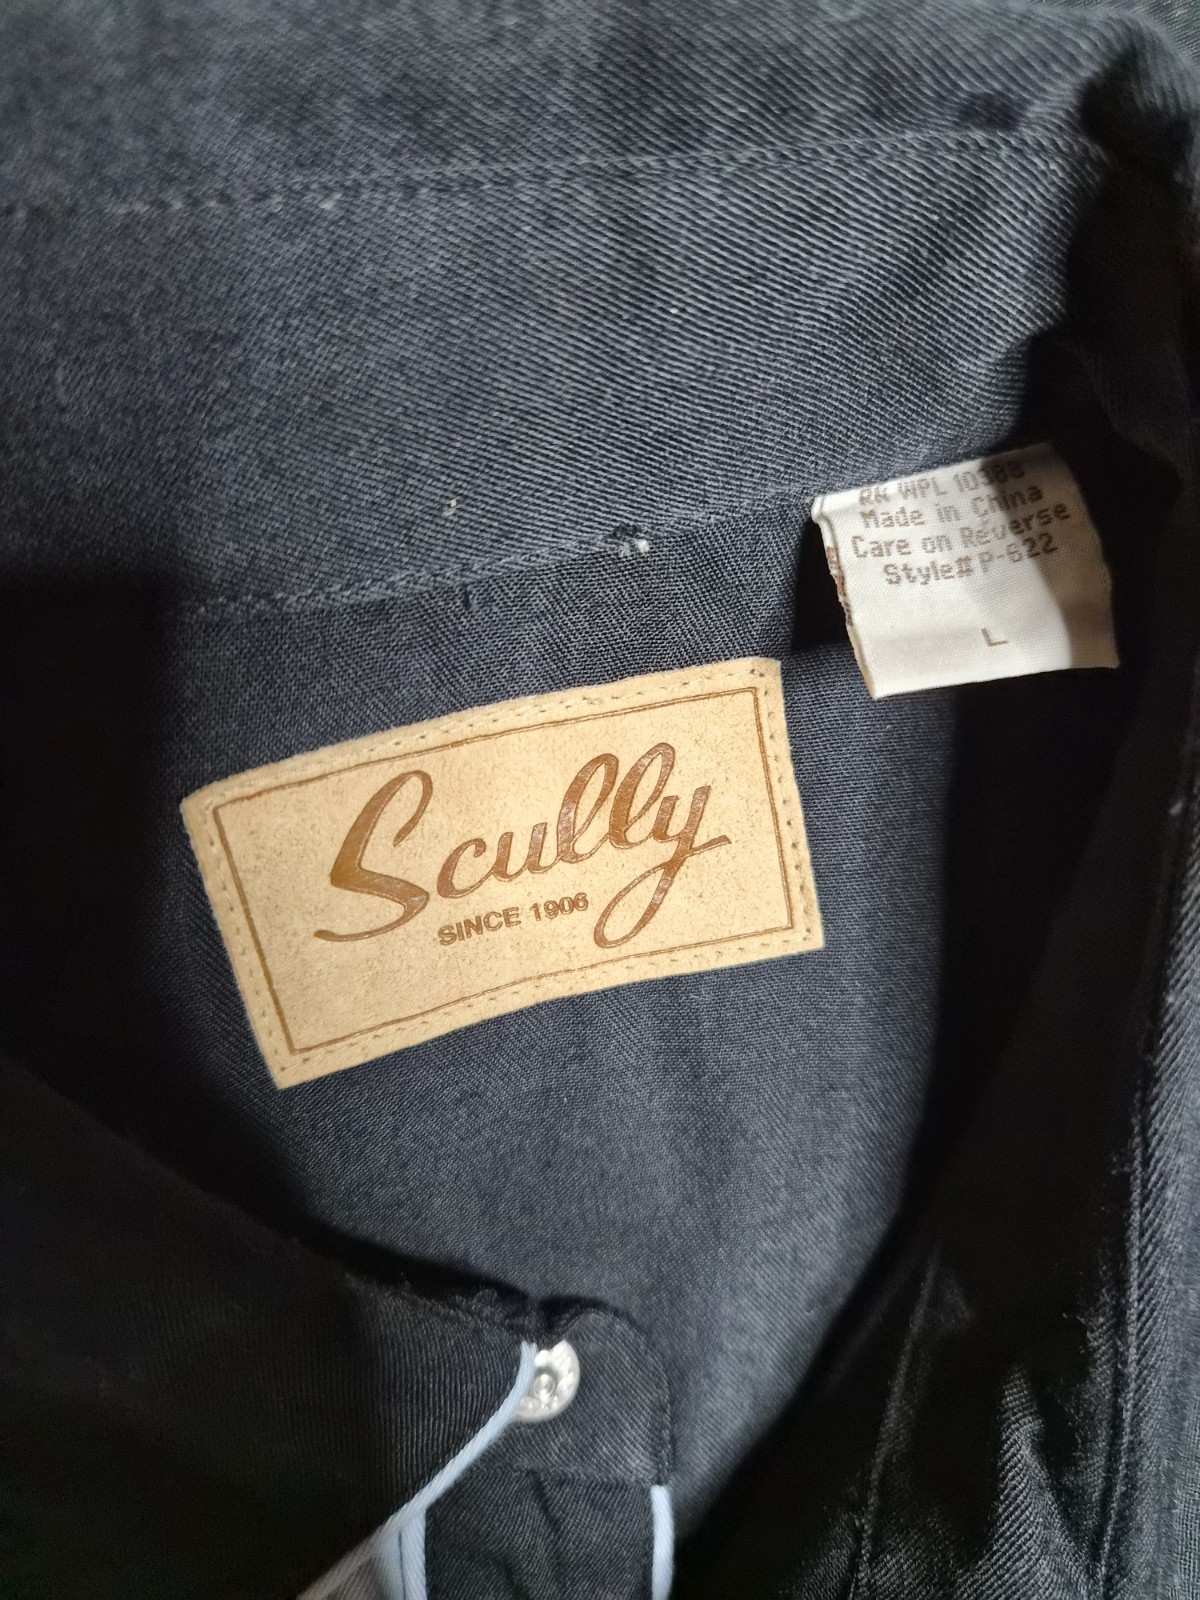 RN WPL 10388
Made in China
Care on Reverse
Style# P-622
L
Scully
SINCE 1906